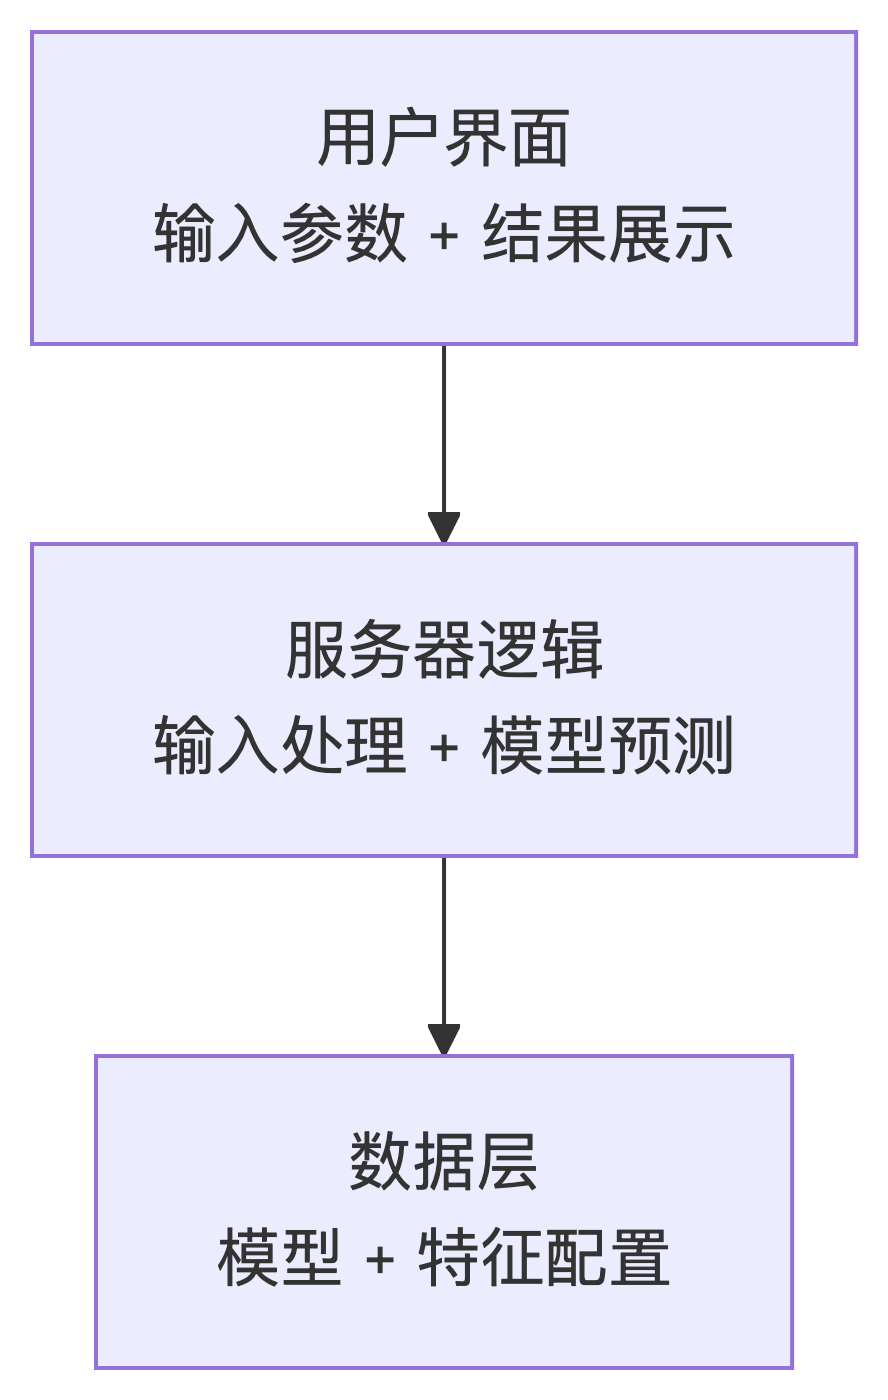 用户界面
输入参数 + 结果展示
服务器逻辑
输入处理 + 模型预测
数据层
模型 + 特征配置